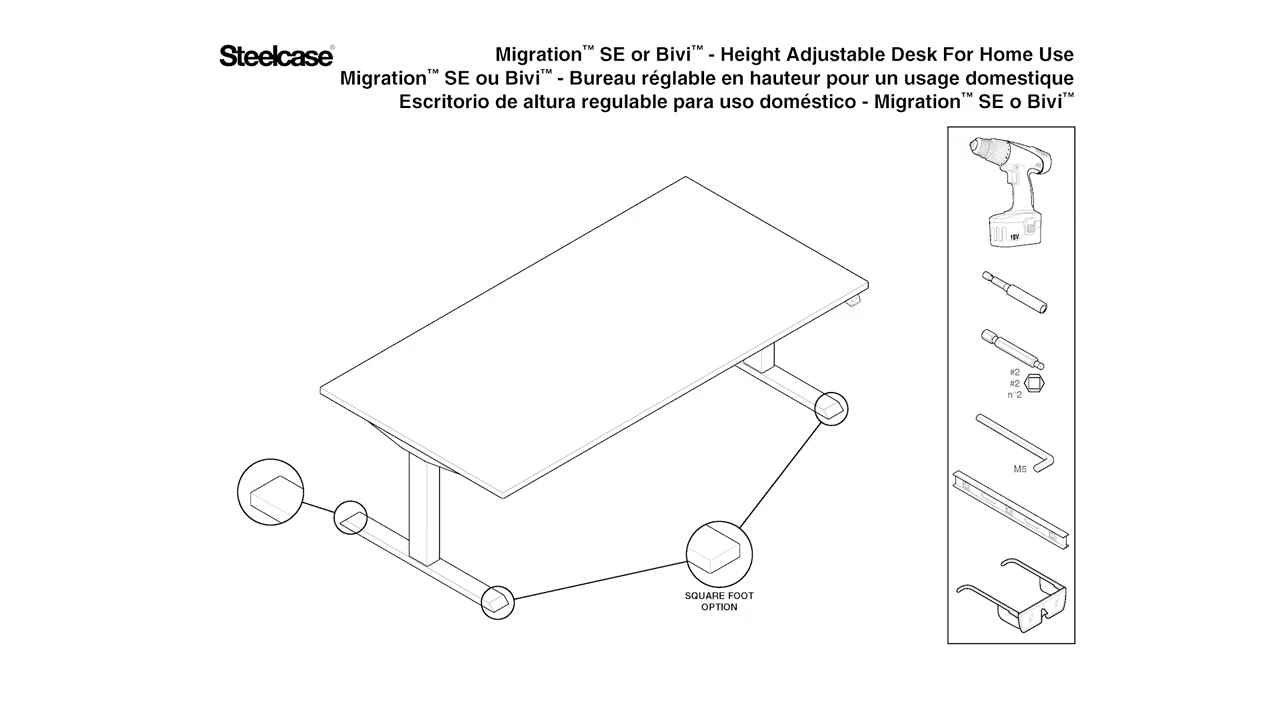 Steelcase®
Migration™ SE or Bivi™ - Height Adjustable Desk For Home Use
Migration™ SE ou Bivi™ - Bureau réglable en hauteur pour un usage domestique
Escritorio de altura regulable para uso doméstico - Migration™ SE o Bivi™
18V
#2
#2
n°2
M5
SQUARE FOOT
OPTION